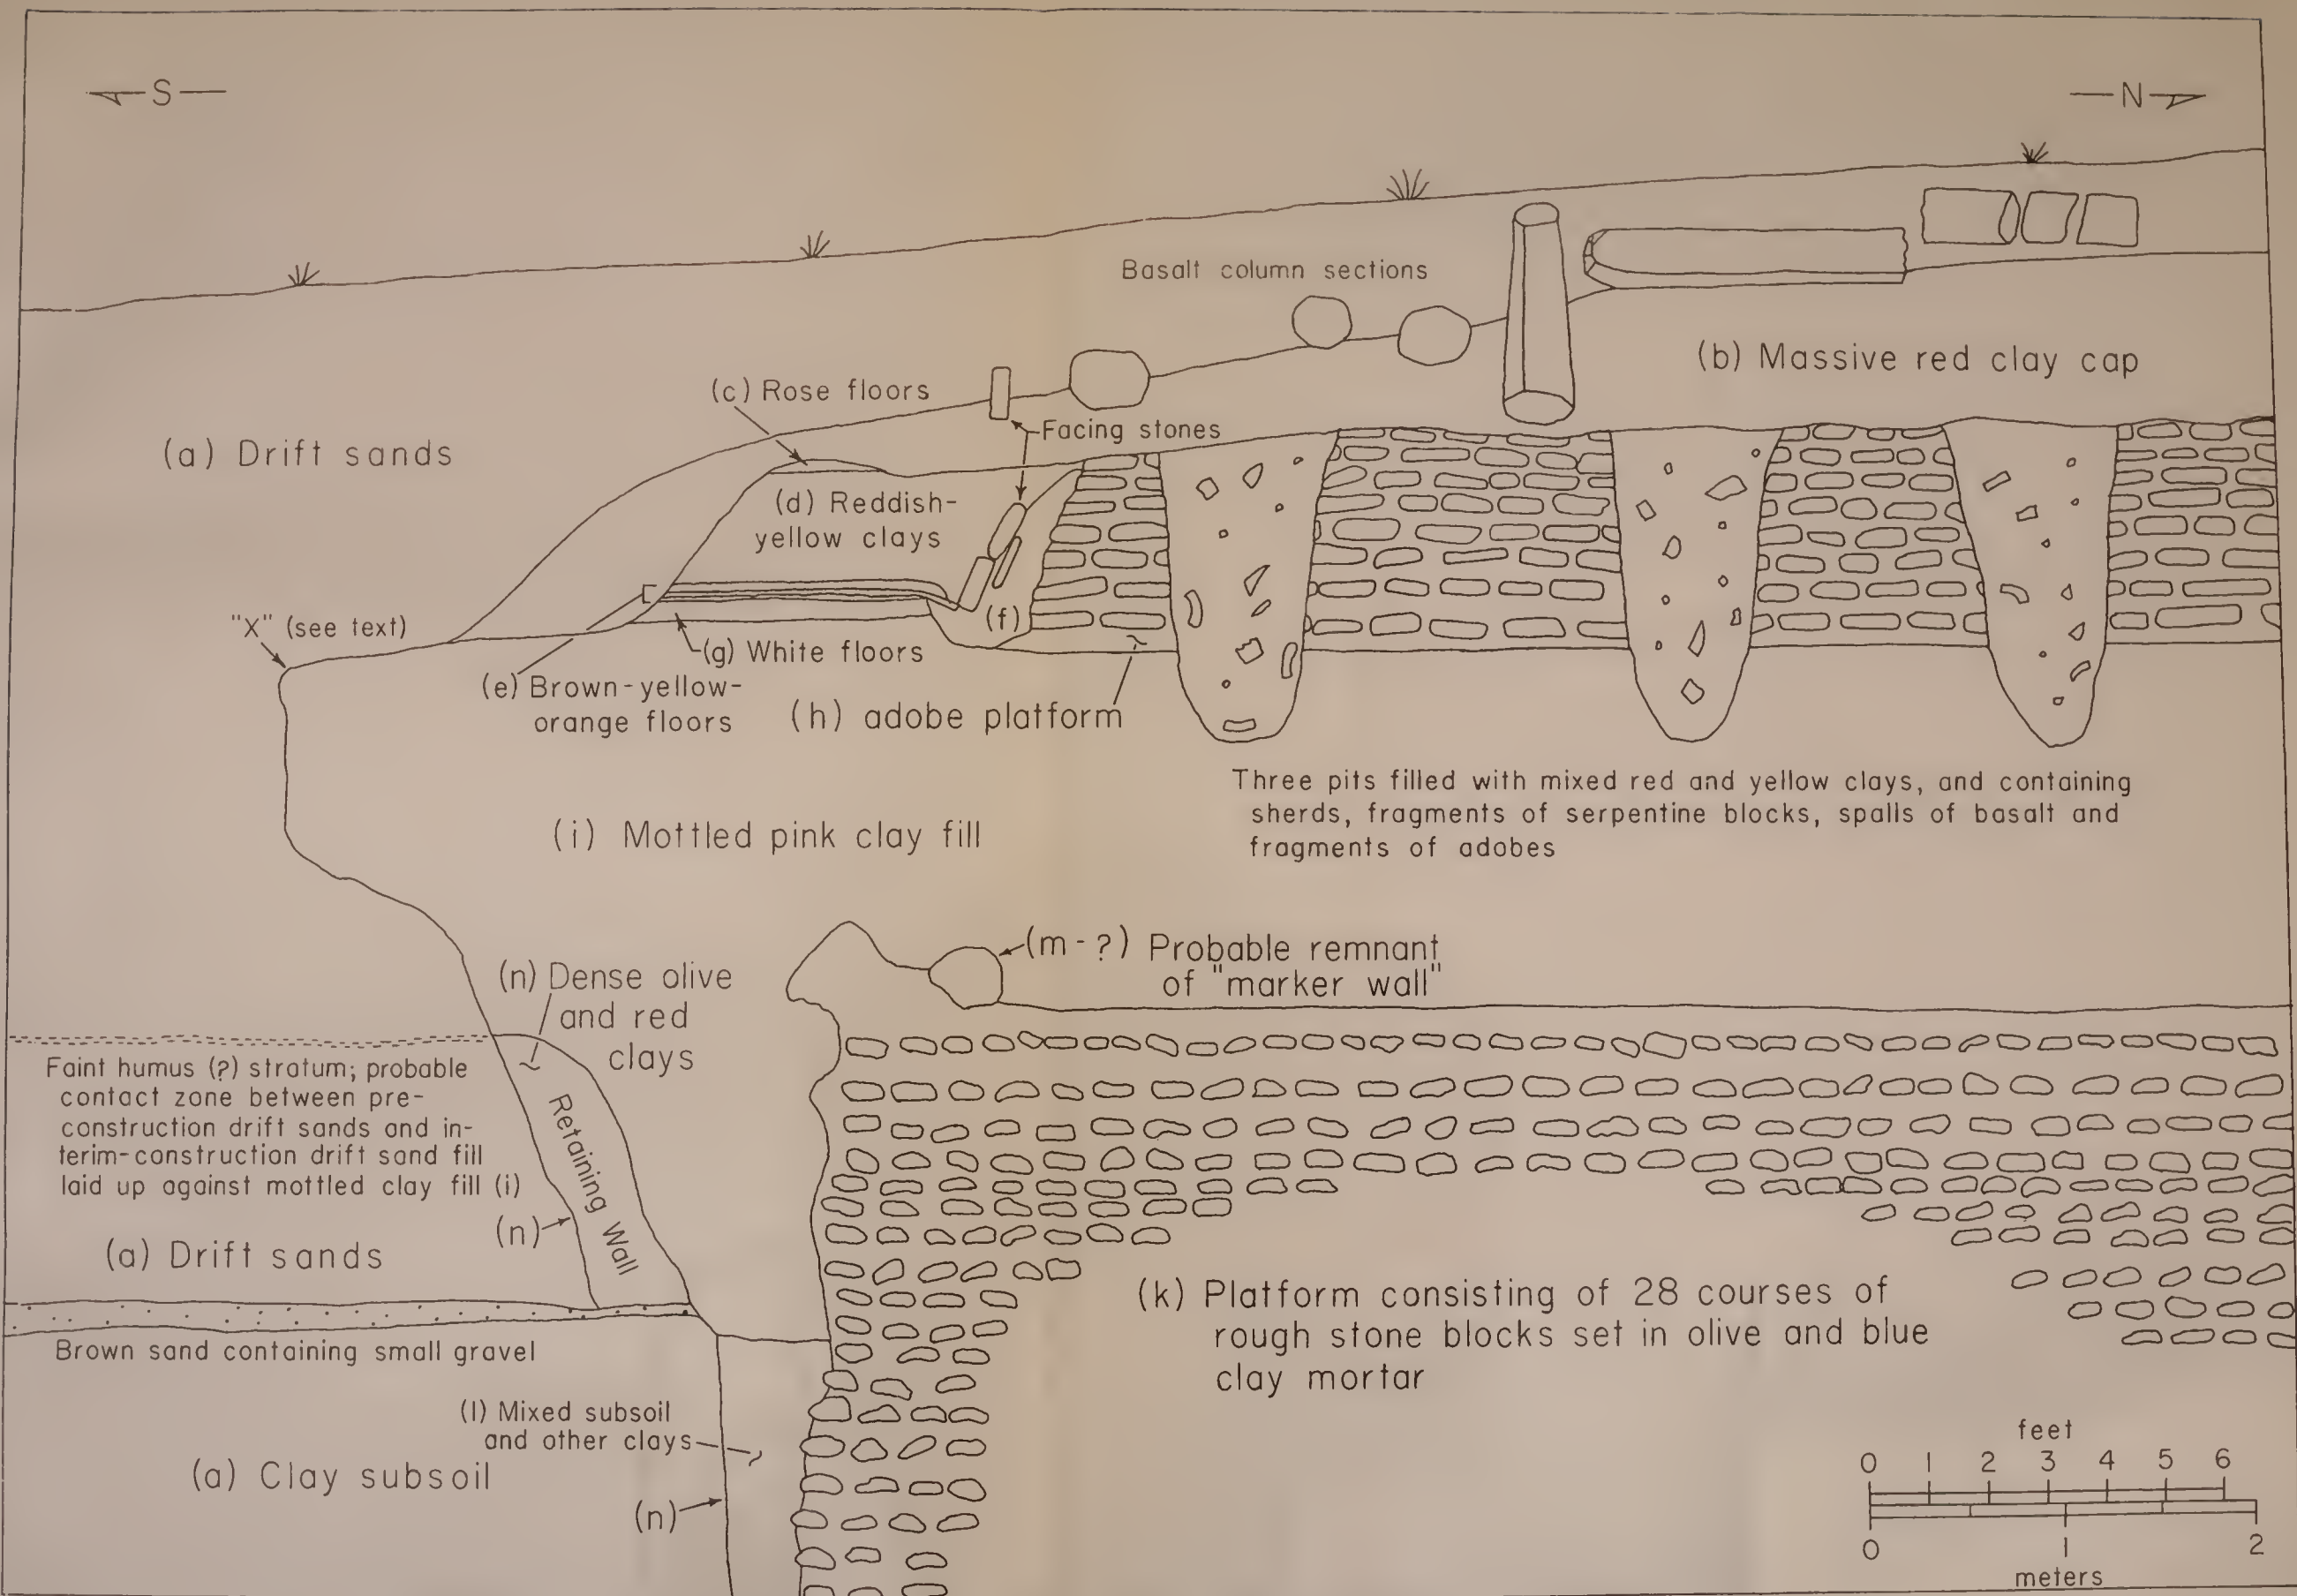 S
N
Basalt column sections
(b) Massive red clay cap
(c) Rose floors
Facing stones
(a) Drift sands
(d) Reddish-
yellow clays
"X" (see text)
(f)
(g) White floors
(e) Brown-yellow-
orange floors
(h) adobe platform
Three pits filled with mixed red and yellow clays, and containing
sherds, fragments of serpentine blocks, spalls of basalt and
fragments of adobes
(i) Mottled pink clay fill
(m-?) Probable remnant
of "marker wall"
(n) Dense olive
and red
clays
Faint humus (?) stratum; probable
contact zone between pre-
construction drift sands and in-
terim-construction drift sand fill
laid up against mottled clay fill (i)
Retaining Wall
(n)
(a) Drift sands
(k) Platform consisting of 28 courses of
rough stone blocks set in olive and blue
clay mortar
Brown sand containing small gravel
(l) Mixed subsoil
and other clays
(a) Clay subsoil
(n)
feet
0 1 2 3 4 5 6
0 1 2
meters